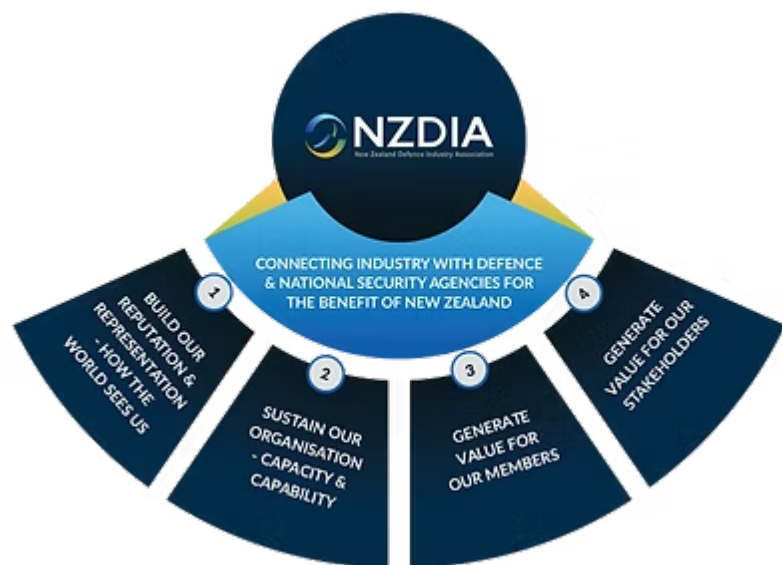 NZDIA
New Zealand Defence Industry Association
CONNECTING INDUSTRY WITH DEFENCE
& NATIONAL SECURITY AGENCIES FOR
THE BENEFIT OF NEW ZEALAND
1
BUILD OUR
REPUTATION &
REPRESENTATION
- HOW THE
WORLD SEES US
2
SUSTAIN OUR
ORGANISATION
- CAPACITY &
CAPABILITY
3
GENERATE
VALUE FOR
OUR MEMBERS
4
GENERATE
VALUE FOR OUR
STAKEHOLDERS